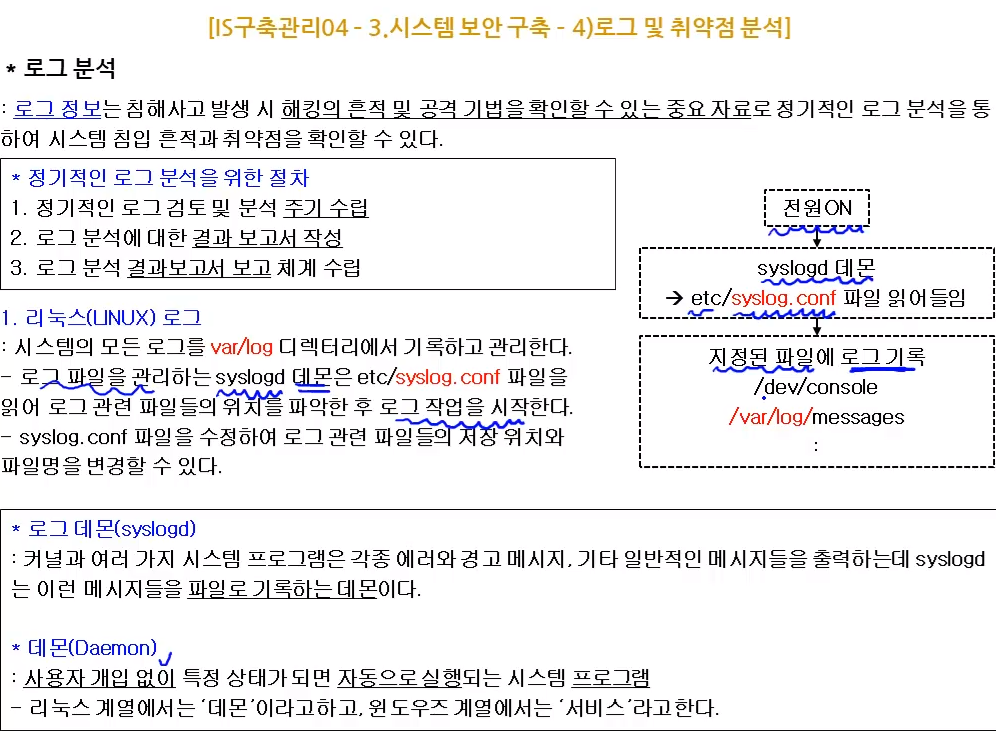 [IS구축관리04 - 3.시스템 보안 구축 - 4)로그 및 취약점 분석]
* 로그 분석
: 로그 정보는 침해사고 발생 시 해킹의 흔적 및 공격 기법을 확인할 수 있는 중요 자료로 정기적인 로그 분석을 통
하여 시스템 침입 흔적과 취약점을 확인할 수 있다.
* 정기적인 로그 분석을 위한 절차
1. 정기적인 로그 검토 및 분석 주기 수립
2. 로그 분석에 대한 결과 보고서 작성
3. 로그 분석 결과보고서 보고 체계 수립
1. 리눅스(LINUX) 로그
: 시스템의 모든 로그를 var/log 디렉터리에서 기록하고 관리한다.
- 로그 파일을 관리하는 syslogd 데몬은 etc/syslog.conf 파일을
읽어 로그 관련 파일들의 위치를 파악한 후 로그 작업을 시작한다.
- syslog.conf 파일을 수정하여 로그 관련 파일들의 저장 위치와
파일명을 변경할 수 있다.
전원ON
syslogd 데몬
→ etc/syslog.conf 파일 읽어들임
지정된 파일에 로그 기록
/dev/console
/var/log/messages
:
* 로그 데몬(syslogd)
: 커널과 여러 가지 시스템 프로그램은 각종 에러와 경고 메시지, 기타 일반적인 메시지들을 출력하는데 syslogd
는 이런 메시지들을 파일로 기록하는 데몬이다.
* 데몬(Daemon)
: 사용자 개입 없이 특정 상태가 되면 자동으로 실행되는 시스템 프로그램
- 리눅스 계열에서는 '데몬'이라고하고, 윈도우즈 계열에서는 '서비스'라고한다.